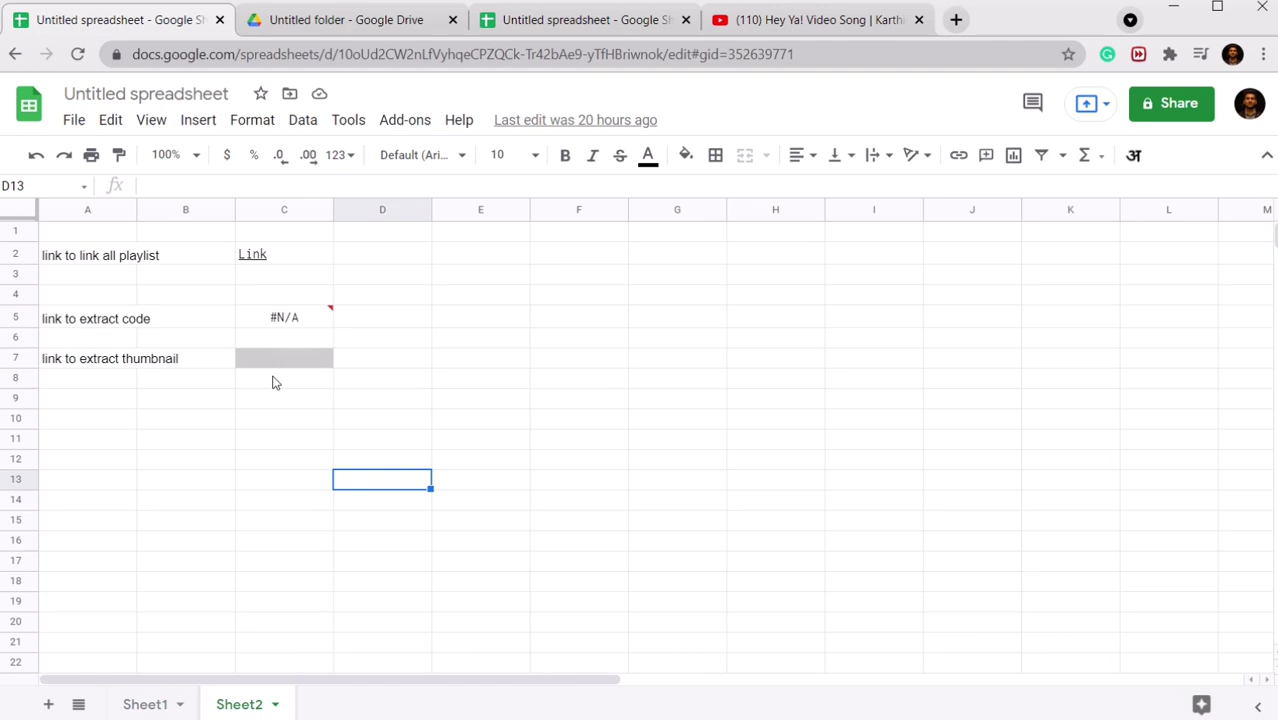 Untitled spreadsheet - Google Sh
Untitled folder - Google Drive
Untitled spreadsheet - Google Sh
(110) Hey Ya! Video Song | Karthi
docs.google.com/spreadsheets/d/10oUd2CW2nLfVyhqeCPZQCk-Tr42bAe9-yTfHBriwnok/edit#gid=352639771
Untitled spreadsheet
Share
File Edit View Insert Format Data Tools Add-ons Help Last edit was 20 hours ago
100% $ % .0 .00 123 Default (Ari... 10 B I S A Σ अ
D13 fx
A B C D E F G H I J K L M
1
2 link to link all playlist Link
3
4
5 link to extract code #N/A
6
7 link to extract thumbnail
8
9
10
11
12
13
14
15
16
17
18
19
20
21
22
Sheet1 Sheet2